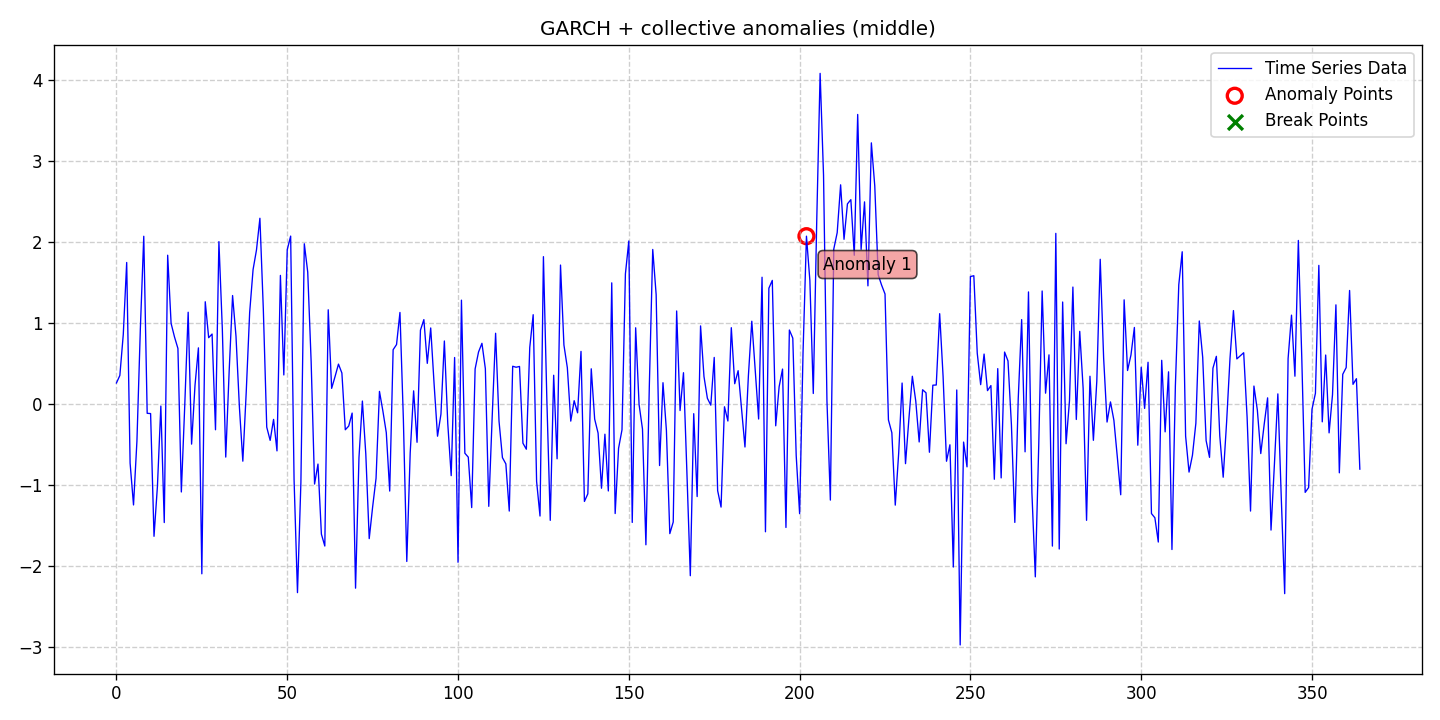 GARCH + collective anomalies (middle)
Time Series Data
Anomaly Points
Break Points
Anomaly 1
4
3
2
1
0
−1
−2
−3
0 50 100 150 200 250 300 350